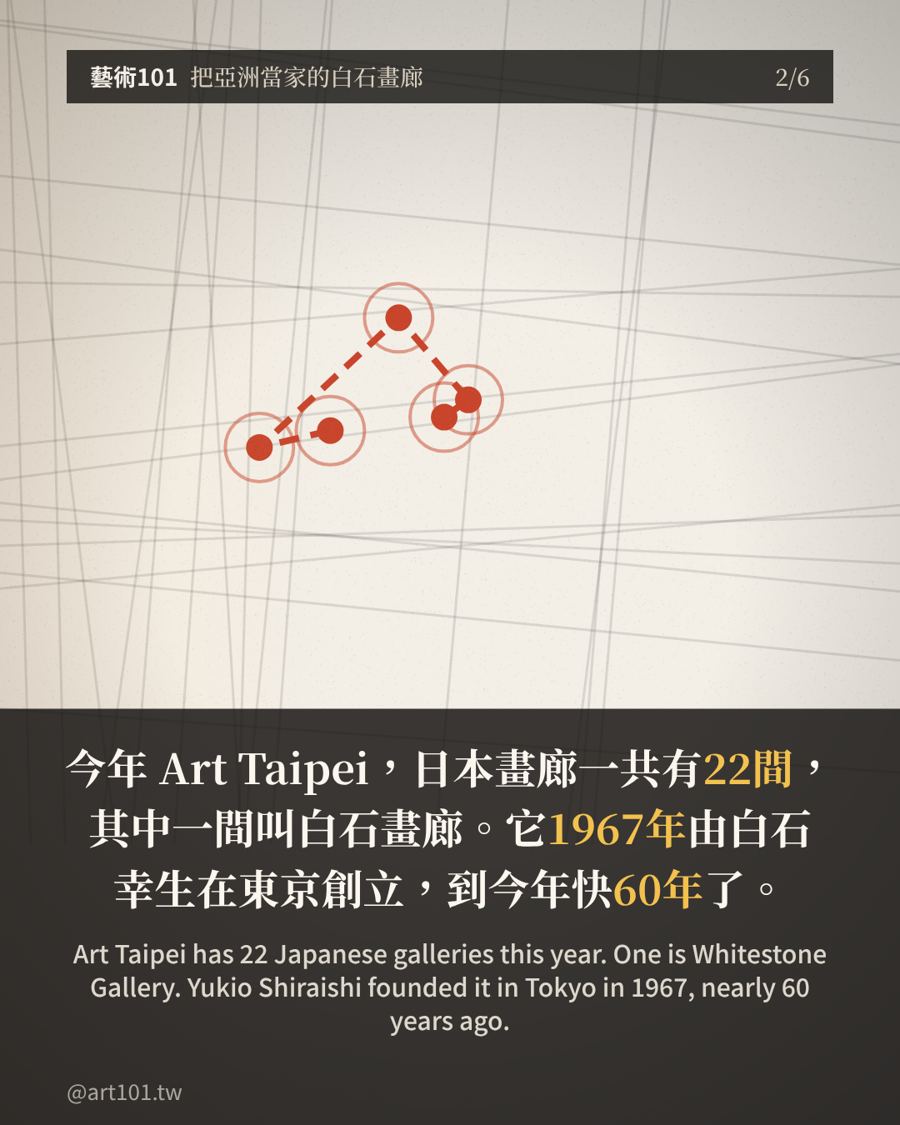 藝術101 把亞洲當家的白石畫廊 2/6
今年 Art Taipei，日本畫廊一共有22間，
其中一間叫白石畫廊。它1967年由白石
幸生在東京創立，到今年快60年了。
Art Taipei has 22 Japanese galleries this year. One is Whitestone
Gallery. Yukio Shiraishi founded it in Tokyo in 1967, nearly 60
years ago.
@art101.tw